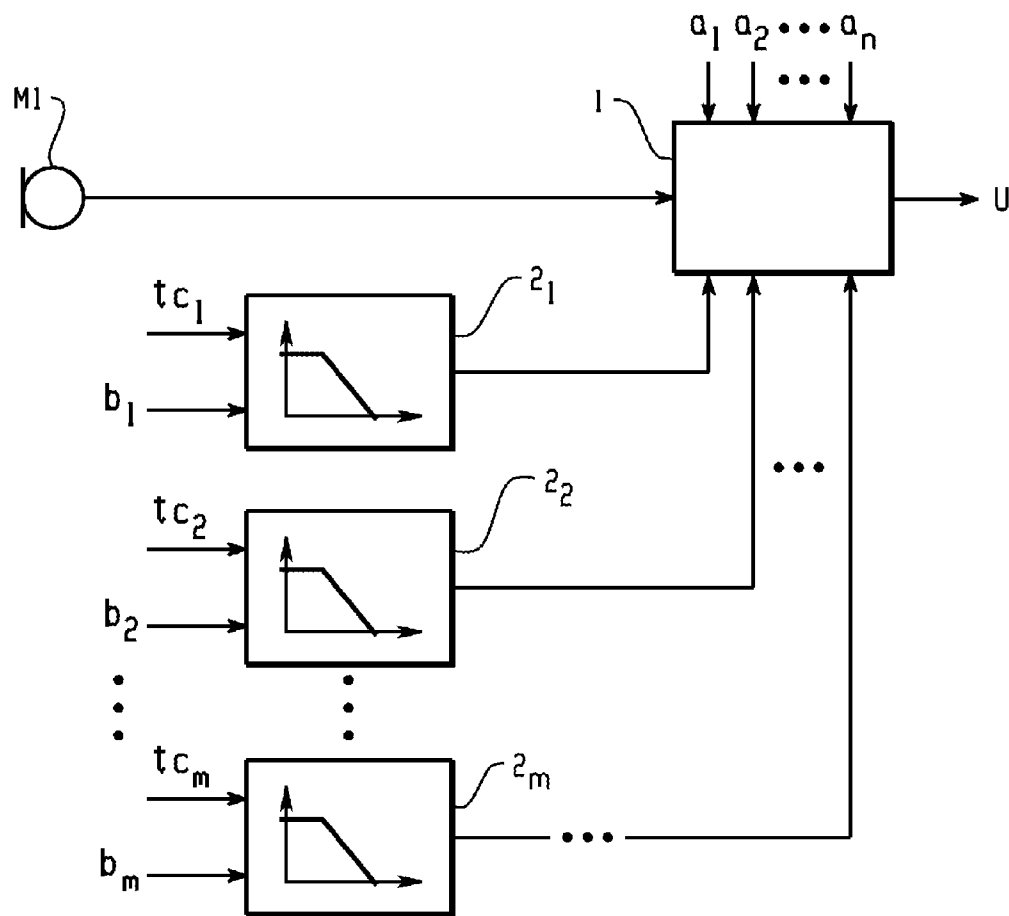 a₁ a₂ ••• aₙ
•••
M1
1
U
tc₁
2₁
b₁
•••
tc₂
2₂
b₂
tcₘ
2ₘ
bₘ
•••